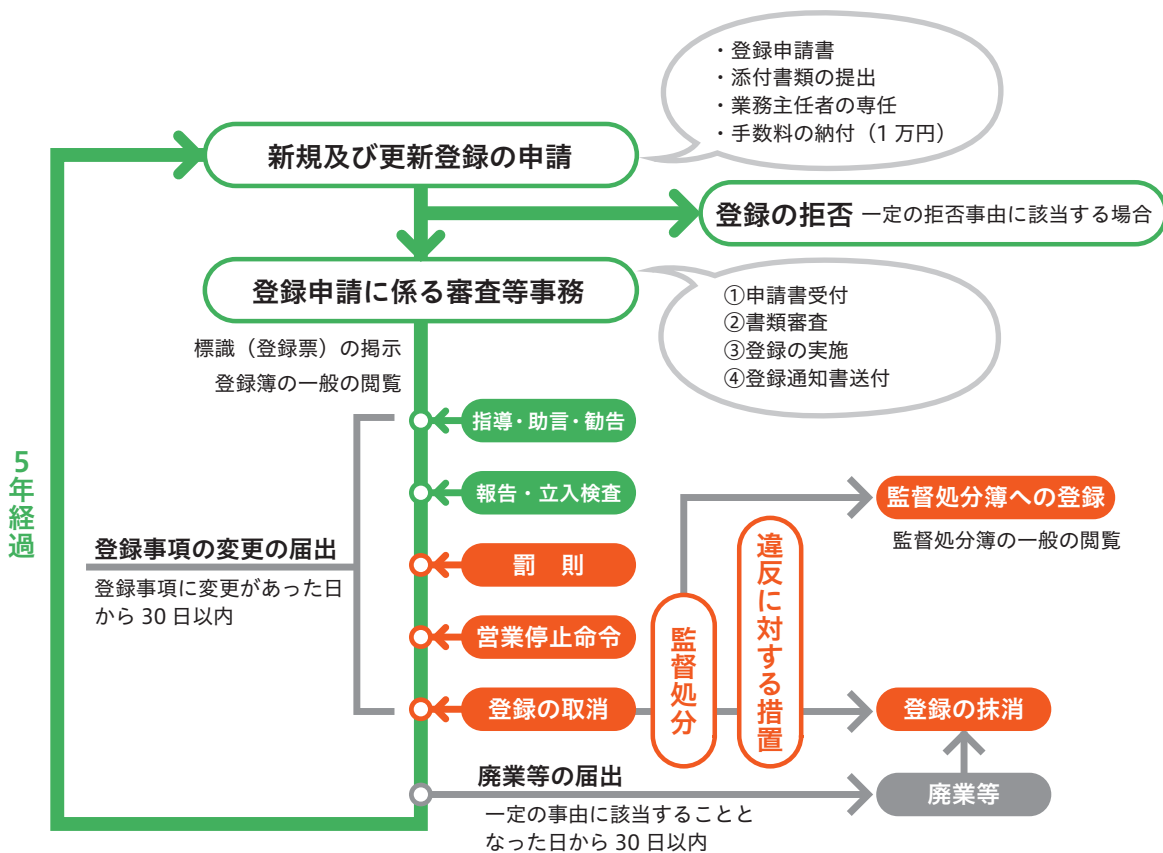 ・登録申請書
・添付書類の提出
・業務主任者の専任
・手数料の納付（1万円）
新規及び更新登録の申請
登録の拒否 一定の拒否事由に該当する場合
登録申請に係る審査等事務
①申請書受付
②書類審査
③登録の実施
④登録通知書送付
標識（登録票）の掲示
登録簿の一般の閲覧
指導・助言・勧告
報告・立入検査
罰　則
営業停止命令
登録の取消
5年経過
登録事項の変更の届出
登録事項に変更があった日
から30日以内
監督処分
違反に対する措置
監督処分簿への登録
監督処分簿の一般の閲覧
登録の抹消
廃業等
廃業等の届出
一定の事由に該当することと
なった日から30日以内